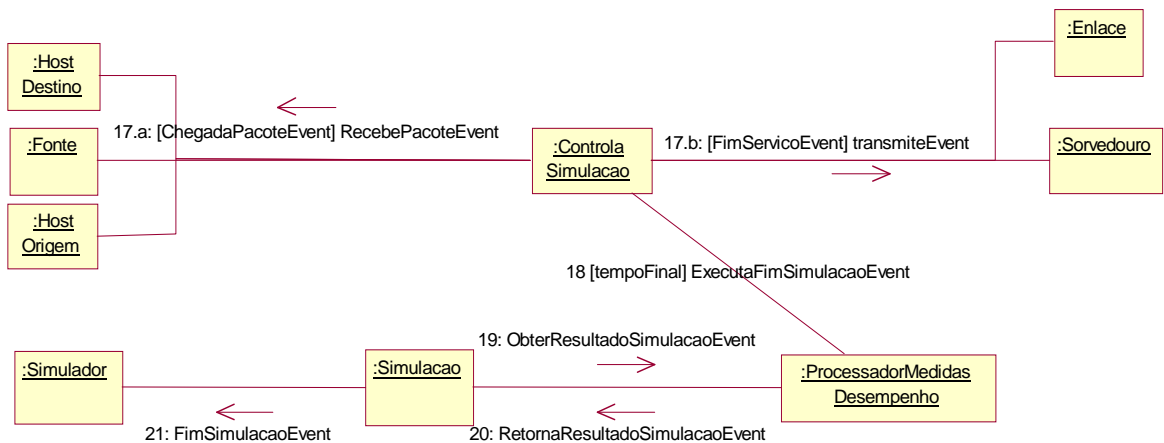 :Host
Destino
:Enlace
17.a: [ChegadaPacoteEvent] RecebePacoteEvent
:Fonte
:Controla
Simulacao
17.b: [FimServicoEvent] transmiteEvent
:Sorvedouro
:Host
Origem
18 [tempoFinal] ExecutaFimSimulacaoEvent
19: ObterResultadoSimulacaoEvent
:Simulador
:Simulacao
:ProcessadorMedidas
Desempenho
21: FimSimulacaoEvent
20: RetornaResultadoSimulacaoEvent